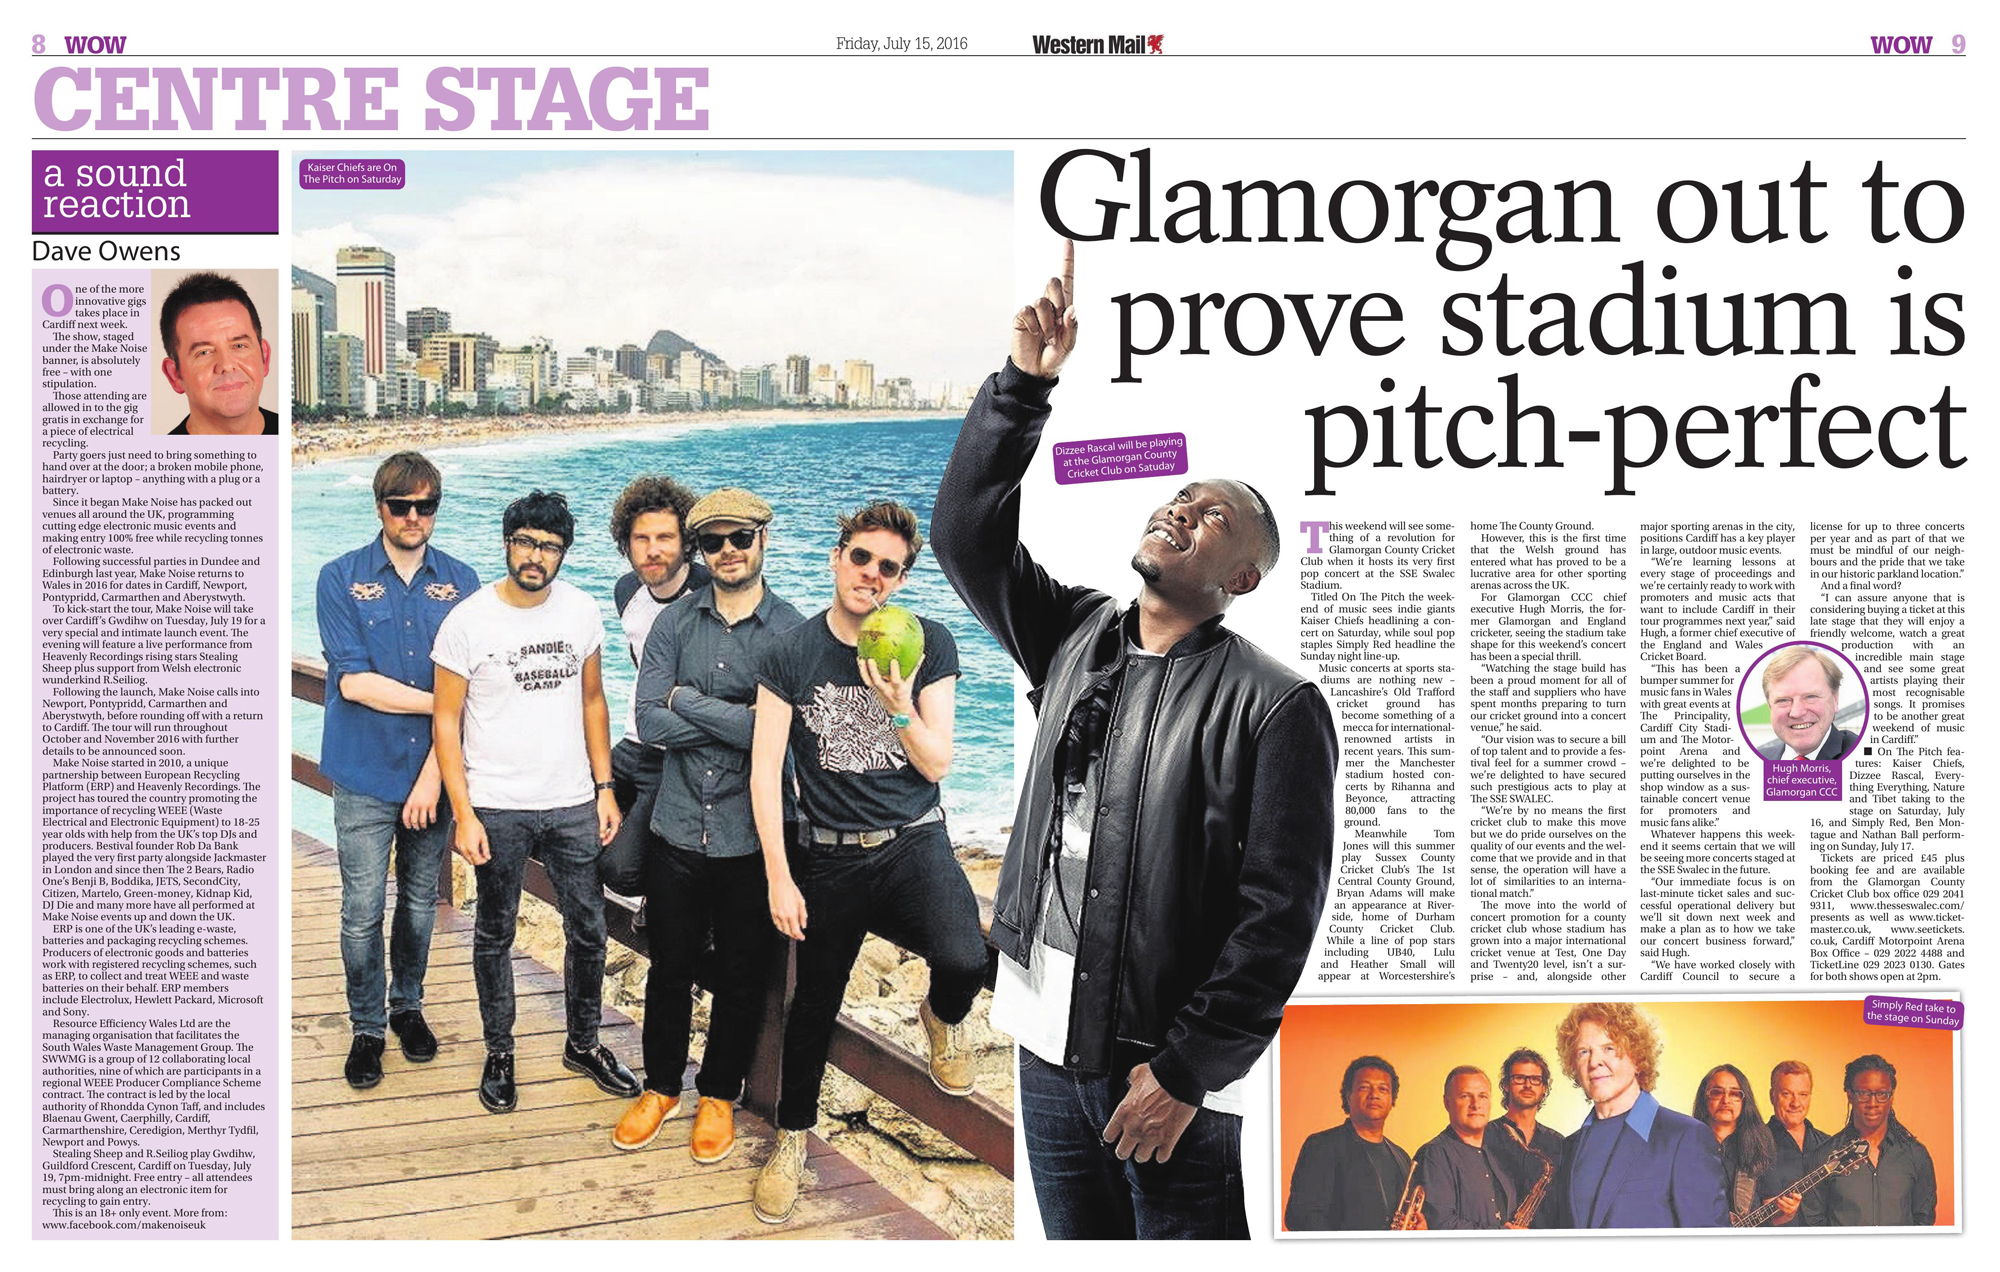 8 WOW
Friday, July 15, 2016
Western Mail
WOW 9
CENTRE STAGE
a sound
reaction
Dave Owens
One of the more
innovative gigs
takes place in
Cardiff next week.
The show, staged
under the Make Noise
banner, is absolutely
free – with one
stipulation.
Those attending are
allowed in to the gig
gratis in exchange for
a piece of electrical
recycling.
Party goers just need to bring something to
hand over at the door; a broken mobile phone,
hairdryer or laptop – anything with a plug or a
battery.
Since it began Make Noise has packed out
venues all around the UK, programming
cutting edge electronic music events and
making entry 100% free while recycling tonnes
of electronic waste.
Following successful parties in Dundee and
Edinburgh last year, Make Noise returns to
Wales in 2016 for dates in Cardiff, Newport,
Pontypridd, Carmarthen and Aberystwyth.
To kick-start the tour, Make Noise will take
over Cardiff's Gwdihw on Tuesday, July 19 for a
very special and intimate launch event. The
evening will feature a live performance from
Heavenly Recordings rising stars Stealing
Sheep plus support from Welsh electronic
wunderkind R.Seiliog.
Following the launch, Make Noise calls into
Newport, Pontypridd, Carmarthen and
Aberystwyth, before rounding off with a return
to Cardiff. The tour will run throughout
October and November 2016 with further
details to be announced soon.
Make Noise started in 2010, a unique
partnership between European Recycling
Platform (ERP) and Heavenly Recordings. The
project has toured the country promoting the
importance of recycling WEEE (Waste
Electrical and Electronic Equipment) to 18-25
year olds with help from the UK's top DJs and
producers. Bestival founder Rob Da Bank
played the very first party alongside Jackmaster
in London and since then The 2 Bears, Radio
One's Benji B, Boddika, JETS, SecondCity,
Citizen, Martelo, Green-money, Kidnap Kid,
DJ Die and many more have all performed at
Make Noise events up and down the UK.
ERP is one of the UK's leading e-waste,
batteries and packaging recycling schemes.
Producers of electronic goods and batteries
work with registered recycling schemes, such
as ERP, to collect and treat WEEE and waste
batteries on their behalf. ERP members
include Electrolux, Hewlett Packard, Microsoft
and Sony.
Resource Efficiency Wales Ltd are the
managing organisation that facilitates the
South Wales Waste Management Group. The
SWWMG is a group of 12 collaborating local
authorities, nine of which are participants in a
regional WEEE Producer Compliance Scheme
contract. The contract is led by the local
authority of Rhondda Cynon Taff, and includes
Blaenau Gwent, Caerphilly, Cardiff,
Carmarthenshire, Ceredigion, Merthyr Tydfil,
Newport and Powys.
Stealing Sheep and R.Seiliog play Gwdihw,
Guildford Crescent, Cardiff on Tuesday, July
19, 7pm-midnight. Free entry – all attendees
must bring along an electronic item for
recycling to gain entry.
This is an 18+ only event. More from:
www.facebook.com/makenoiseuk
Kaiser Chiefs are On
The Pitch on Saturday
SANDIE
BASEBALL
CAMP
Glamorgan out to
prove stadium is
pitch-perfect
Dizzee Rascal will be playing
at the Glamorgan County
Cricket Club on Satuday
This weekend will see some-
thing of a revolution for
Glamorgan County Cricket
Club when it hosts its very first
pop concert at the SSE Swalec
Stadium.
Titled On The Pitch the week-
end of music sees indie giants
Kaiser Chiefs headlining a con-
cert on Saturday, while soul pop
staples Simply Red headline the
Sunday night line-up.
Music concerts at sports sta-
diums are nothing new –
Lancashire's Old Trafford
cricket ground has
become something of a
mecca for international-
renowned artists in
recent years. This sum-
mer the Manchester
stadium hosted con-
certs by Rihanna and
Beyonce, attracting
80,000 fans to the
ground.
Meanwhile Tom
Jones will this summer
play Sussex County
Cricket Club's The 1st
Central County Ground,
Bryan Adams will make
an appearance at River-
side, home of Durham
County Cricket Club.
While a line of pop stars
including UB40, Lulu
and Heather Small will
appear at Worcestershire's
home The County Ground.
However, this is the first time
that the Welsh ground has
entered what has proved to be a
lucrative area for other sporting
arenas across the UK.
For Glamorgan CCC chief
executive Hugh Morris, the for-
mer Glamorgan and England
cricketer, seeing the stadium take
shape for this weekend's concert
has been a special thrill.
"Watching the stage build has
been a proud moment for all of
the staff and suppliers who have
spent months preparing to turn
our cricket ground into a concert
venue," he said.
"Our vision was to secure a bill
of top talent and to provide a fes-
tival feel for a summer crowd –
we're delighted to have secured
such prestigious acts to play at
The SSE SWALEC.
"We're by no means the first
cricket club to make this move
but we do pride ourselves on the
quality of our events and the wel-
come that we provide and in that
sense, the operation will have a
lot of similarities to an interna-
tional match."
The move into the world of
concert promotion for a county
cricket club whose stadium has
grown into a major international
cricket venue at Test, One Day
and Twenty20 level, isn't a sur-
prise – and, alongside other
major sporting arenas in the city,
positions Cardiff has a key player
in large, outdoor music events.
"We're learning lessons at
every stage of proceedings and
we're certainly ready to work with
promoters and music acts that
want to include Cardiff in their
tour programmes next year," said
Hugh, a former chief executive of
the England and Wales
Cricket Board.
"This has been a
bumper summer for
music fans in Wales
with great events at
The Principality,
Cardiff City Stadi-
um and The Motor-
point Arena and
we're delighted to be
putting ourselves in the
shop window as a sus-
tainable concert venue
for promoters and
music fans alike."
Whatever happens this week-
end it seems certain that we will
be seeing more concerts staged at
the SSE Swalec in the future.
"Our immediate focus is on
last-minute ticket sales and suc-
cessful operational delivery but
we'll sit down next week and
make a plan as to how we take
our concert business forward,"
said Hugh.
"We have worked closely with
Cardiff Council to secure a
license for up to three concerts
per year and as part of that we
must be mindful of our neigh-
bours and the pride that we take
in our historic parkland location."
And a final word?
"I can assure anyone that is
considering buying a ticket at this
late stage that they will enjoy a
friendly welcome, watch a great
production with an
incredible main stage
and see some great
artists playing their
most recognisable
songs. It promises
to be another great
weekend of music
in Cardiff."
■ On The Pitch fea-
tures: Kaiser Chiefs,
Dizzee Rascal, Every-
thing Everything, Nature
and Tibet taking to the
stage on Saturday, July
16, and Simply Red, Ben Mon-
tague and Nathan Ball perform-
ing on Sunday, July 17.
Tickets are priced £45 plus
booking fee and are available
from the Glamorgan County
Cricket Club box office 029 2041
9311, www.thesseswalec.com/
presents as well as www.ticket-
master.co.uk, www.seetickets.
co.uk, Cardiff Motorpoint Arena
Box Office – 029 2022 4488 and
TicketLine 029 2023 0130. Gates
for both shows open at 2pm.
Hugh Morris,
chief executive,
Glamorgan CCC
Simply Red take to
the stage on Sunday